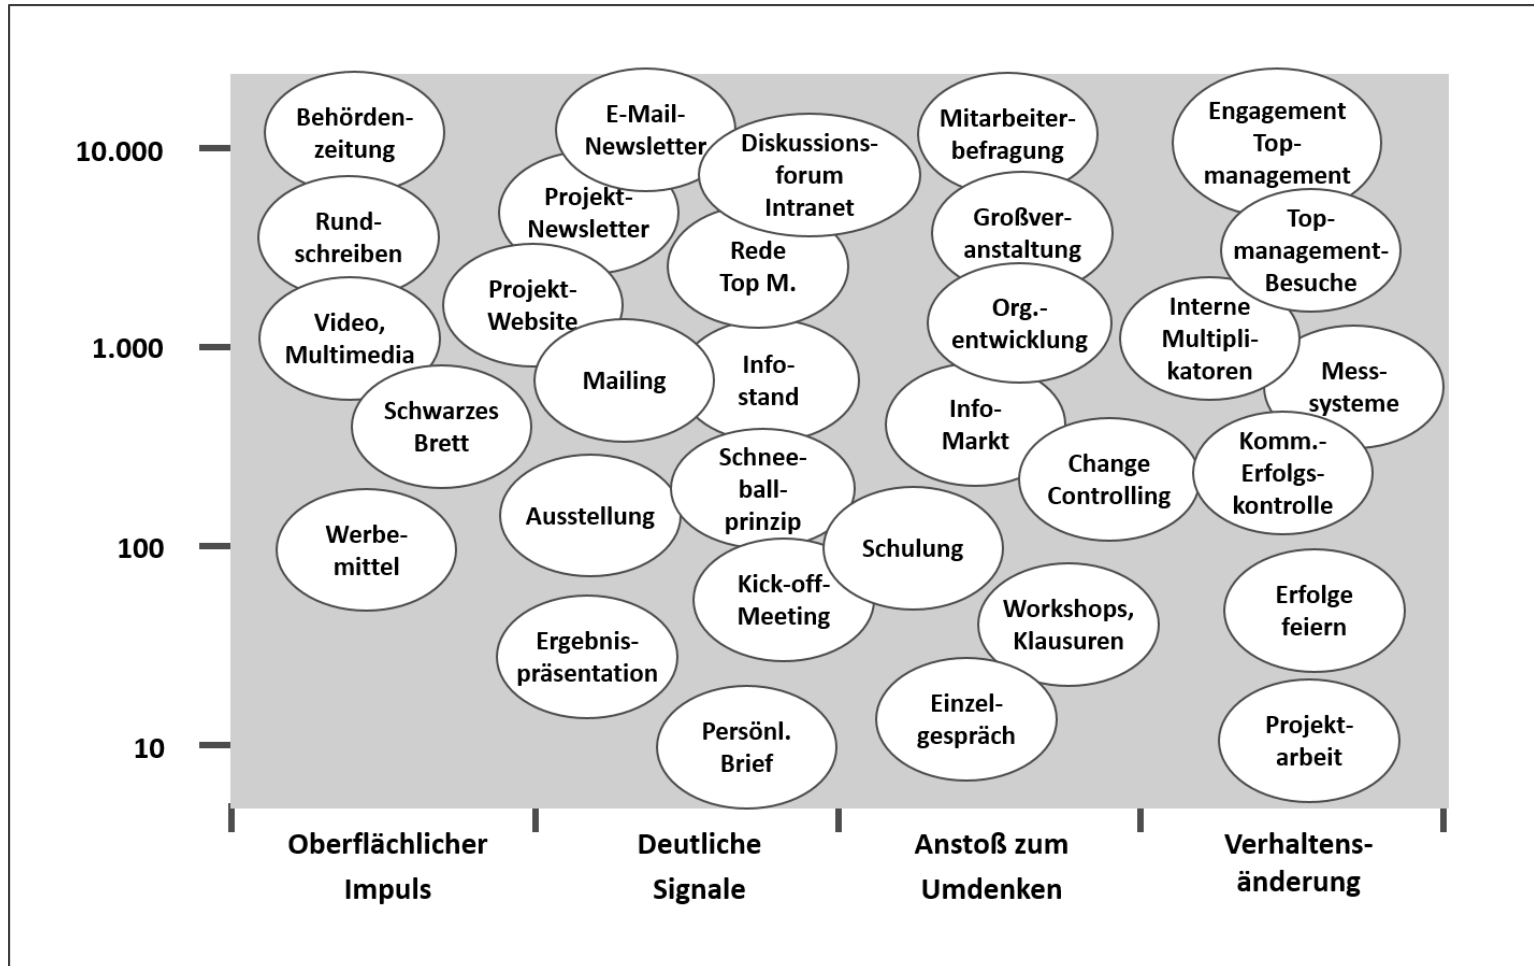 Behörden-
zeitung
Rund-
schreiben
Video,
Multimedia
Schwarzes
Brett
Werbe-
mittel
E-Mail-
Newsletter
Projekt-
Newsletter
Projekt-
Website
Mailing
Ausstellung
Ergebnis-
präsentation
Diskussions-
forum
Intranet
Rede
Top M.
Info-
stand
Schnee-
ball-
prinzip
Kick-off-
Meeting
Persönl.
Brief
Mitarbeiter-
befragung
Großver-
anstaltung
Org.-
entwicklung
Info-
Markt
Change
Controlling
Schulung
Workshops,
Klausuren
Einzel-
gespräch
Engagement
Top-
management
Top-
management-
Besuche
Interne
Multipli-
katoren
Mess-
systeme
Komm.-
Erfolgs-
kontrolle
Erfolge
feiern
Projekt-
arbeit
10.000
1.000
100
10
Oberflächlicher
Impuls
Deutliche
Signale
Anstoß zum
Umdenken
Verhaltens-
änderung